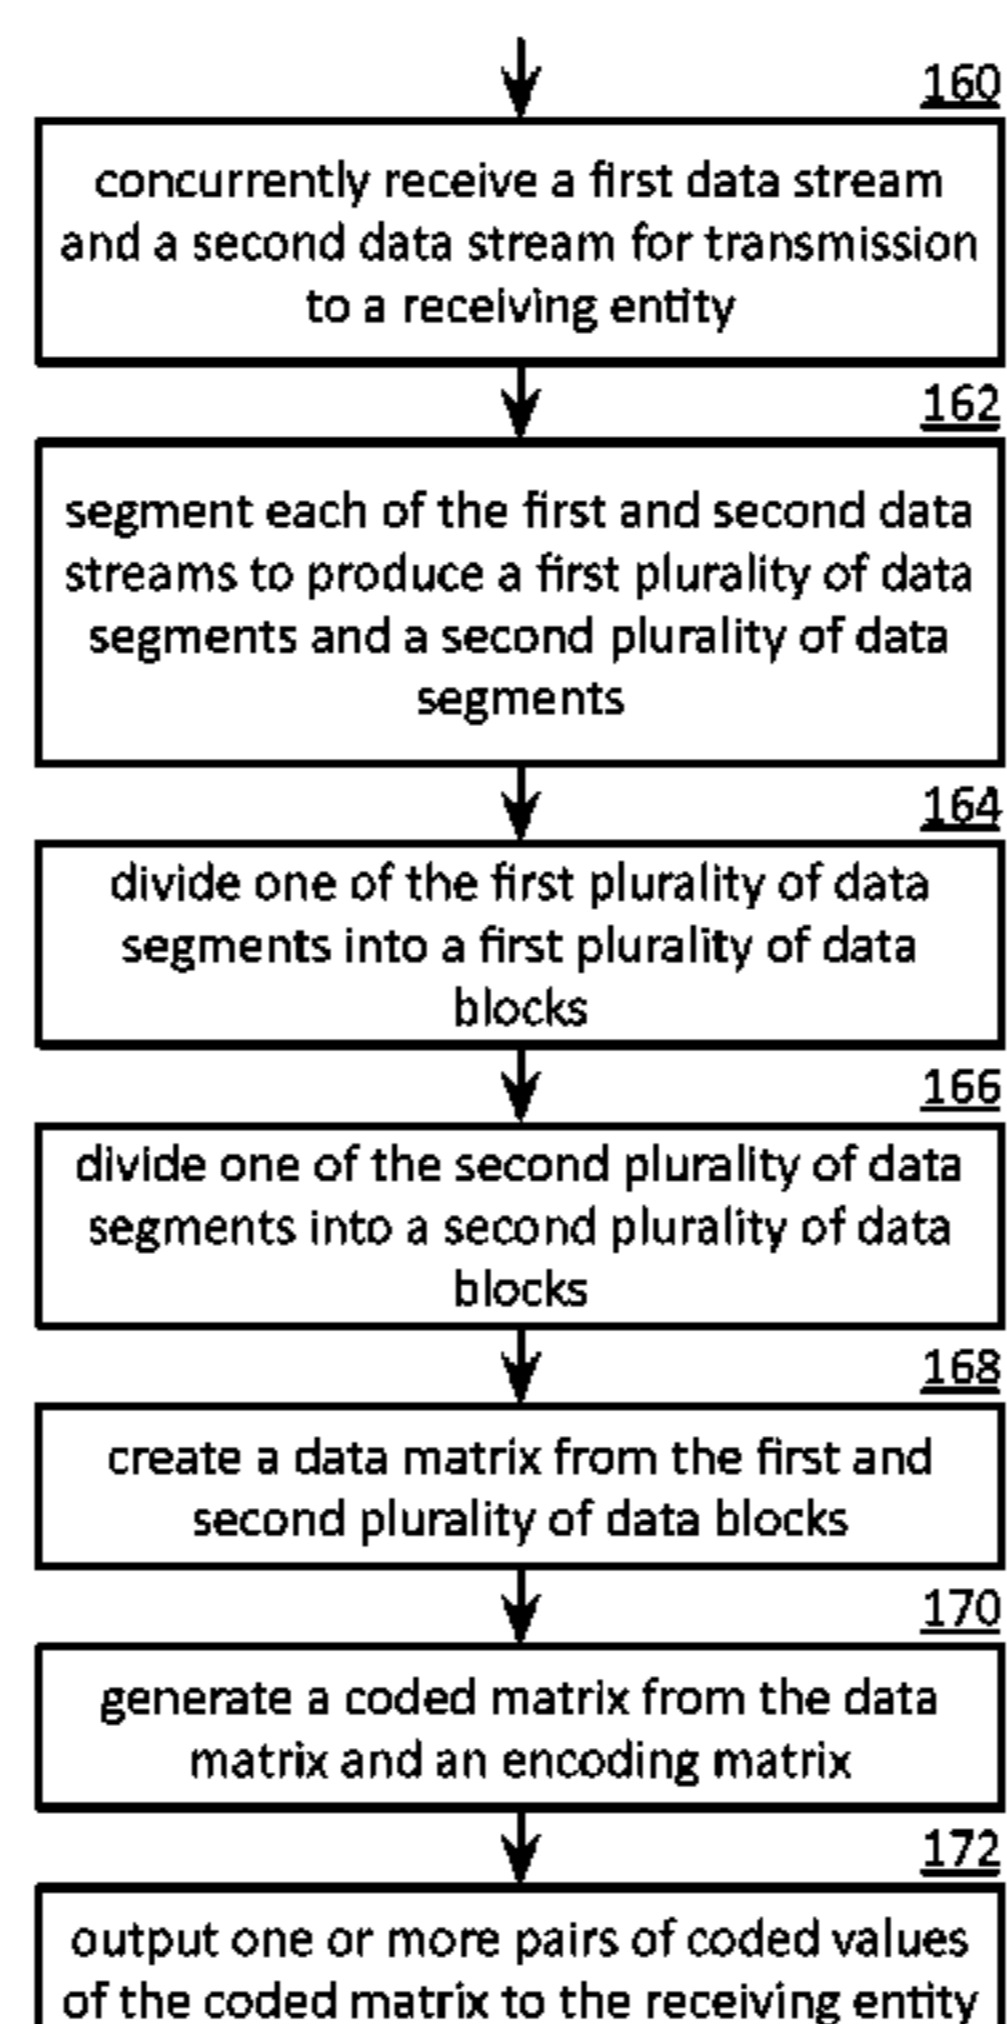 160
concurrently receive a first data stream
and a second data stream for transmission
to a receiving entity
162
segment each of the first and second data
streams to produce a first plurality of data
segments and a second plurality of data
segments
164
divide one of the first plurality of data
segments into a first plurality of data
blocks
166
divide one of the second plurality of data
segments into a second plurality of data
blocks
168
create a data matrix from the first and
second plurality of data blocks
170
generate a coded matrix from the data
matrix and an encoding matrix
172
output one or more pairs of coded values
of the coded matrix to the receiving entity